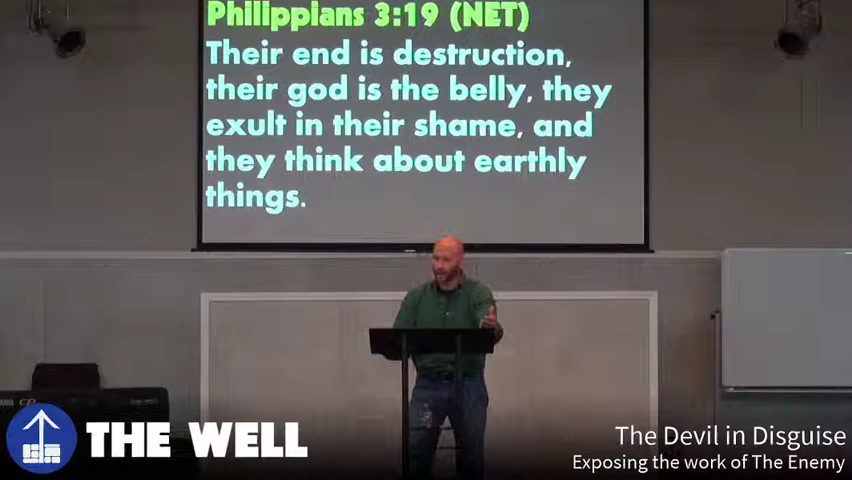 Philippians 3:19 (NET)
Their end is destruction,
their god is the belly, they
exult in their shame, and
they think about earthly
things.
THE WELL
The Devil in Disguise
Exposing the work of The Enemy